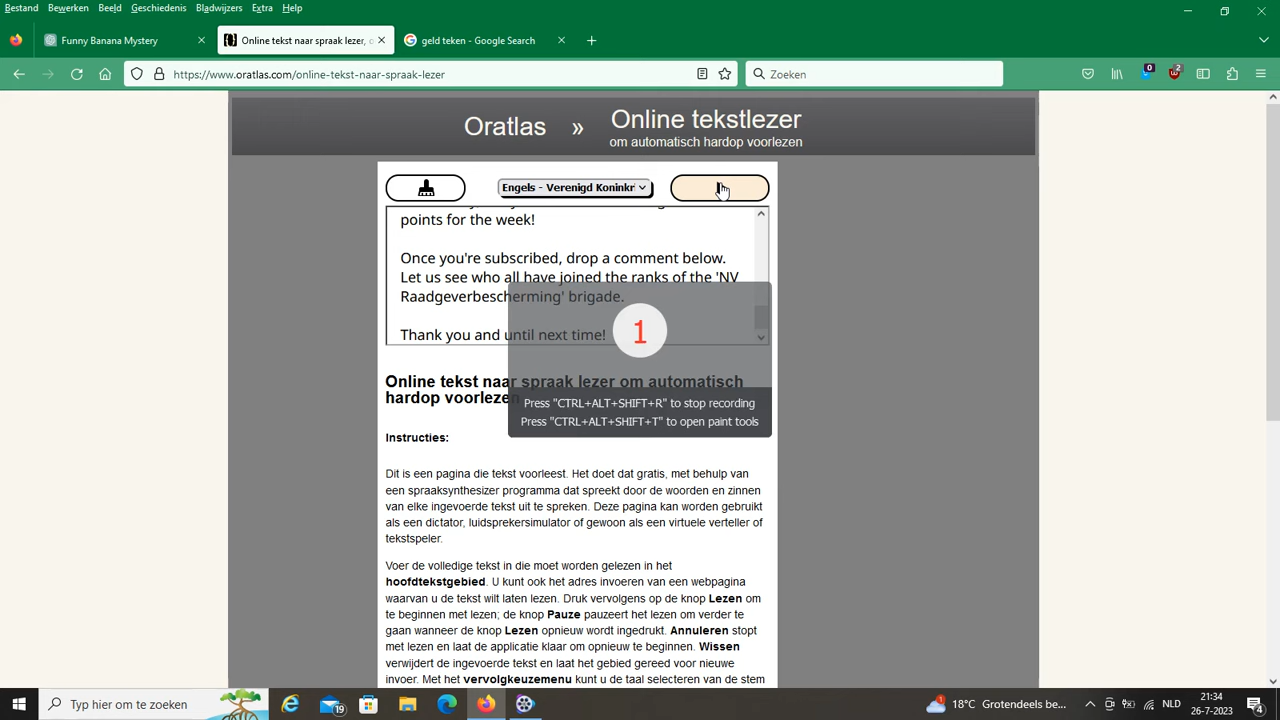 Bestand Bewerken Beeld Geschiedenis Bladwijzers Extra Help
Funny Banana Mystery
Online tekst naar spraak lezer, o
geld teken - Google Search
https://www.oratlas.com/online-tekst-naar-spraak-lezer
Zoeken
0
2
Oratlas » Online tekstlezer
om automatisch hardop voorlezen
Engels - Verenigd Koninkr
points for the week!
Once you're subscribed, drop a comment below.
Let us see who all have joined the ranks of the 'NV
Raadgeverbescherming' brigade.
Thank you and until next time!
1
Press "CTRL+ALT+SHIFT+R" to stop recording
Press "CTRL+ALT+SHIFT+T" to open paint tools
Online tekst naar spraak lezer om automatisch
hardop voorlezen
Instructies:
Dit is een pagina die tekst voorleest. Het doet dat gratis, met behulp van
een spraaksynthesizer programma dat spreekt door de woorden en zinnen
van elke ingevoerde tekst uit te spreken. Deze pagina kan worden gebruikt
als een dictator, luidsprekersimulator of gewoon als een virtuele verteller of
tekstspeler.
Voer de volledige tekst in die moet worden gelezen in het
hoofdtekstgebied. U kunt ook het adres invoeren van een webpagina
waarvan u de tekst wilt laten lezen. Druk vervolgens op de knop Lezen om
te beginnen met lezen; de knop Pauze pauzeert het lezen om verder te
gaan wanneer de knop Lezen opnieuw wordt ingedrukt. Annuleren stopt
met lezen en laat de applicatie klaar om opnieuw te beginnen. Wissen
verwijdert de ingevoerde tekst en laat het gebied gereed voor nieuwe
invoer. Met het vervolgkeuzemenu kunt u de taal selecteren van de stem
Typ hier om te zoeken
19
18°C Grotendeels be...
NLD
21:34
26-7-2023
4